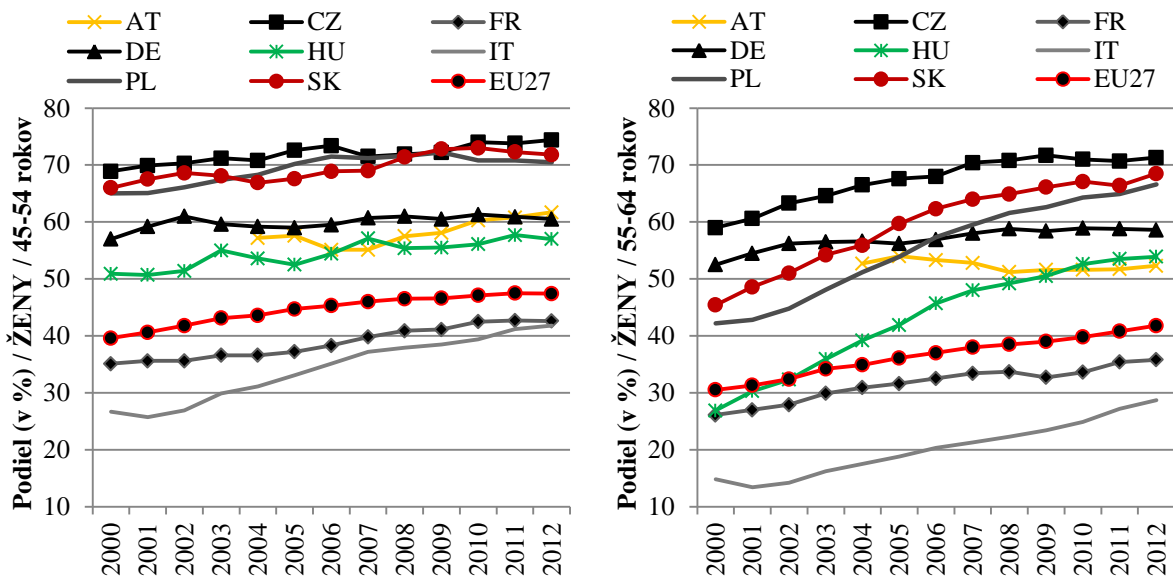 AT CZ FR
DE HU IT
PL SK EU27
Podiel (v %) / ŽENY / 45-54 rokov
80
70
60
50
40
30
20
10
2000 2001 2002 2003 2004 2005 2006 2007 2008 2009 2010 2011 2012
AT CZ FR
DE HU IT
PL SK EU27
Podiel (v %) / ŽENY / 55-64 rokov
80
70
60
50
40
30
20
10
2000 2001 2002 2003 2004 2005 2006 2007 2008 2009 2010 2011 2012